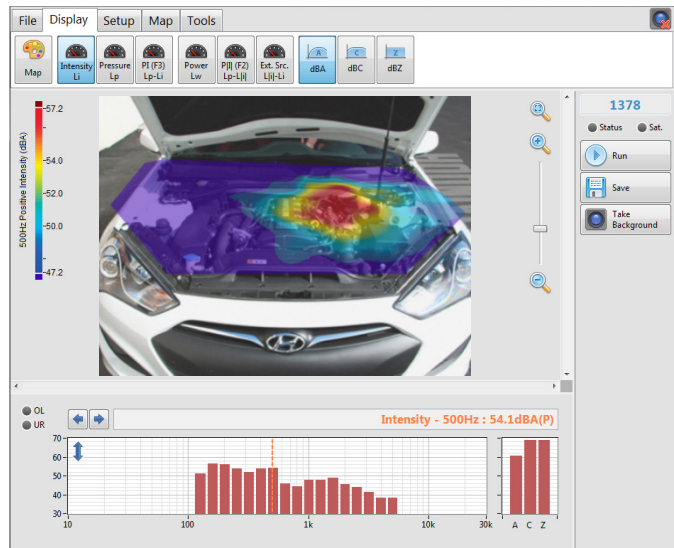 File Display Setup Map Tools
Map
Intensity
Li
Pressure
Lp
PI (F3)
Lp-Li
Power
Lw
P|I| (F2)
Lp-L|i|
Ext. Src.
L|i|-Li
A
dBA
C
dBC
Z
dBZ
500Hz Positive Intensity (dBA)
-57.2
-54.0
-52.0
-50.0
-47.2
1378
Status Sat.
Run
Save
Take
Background
OL
UR
Intensity - 500Hz : 54.1dBA(P)
70
60
50
40
30
10 100 1k 10k 30k
A C Z